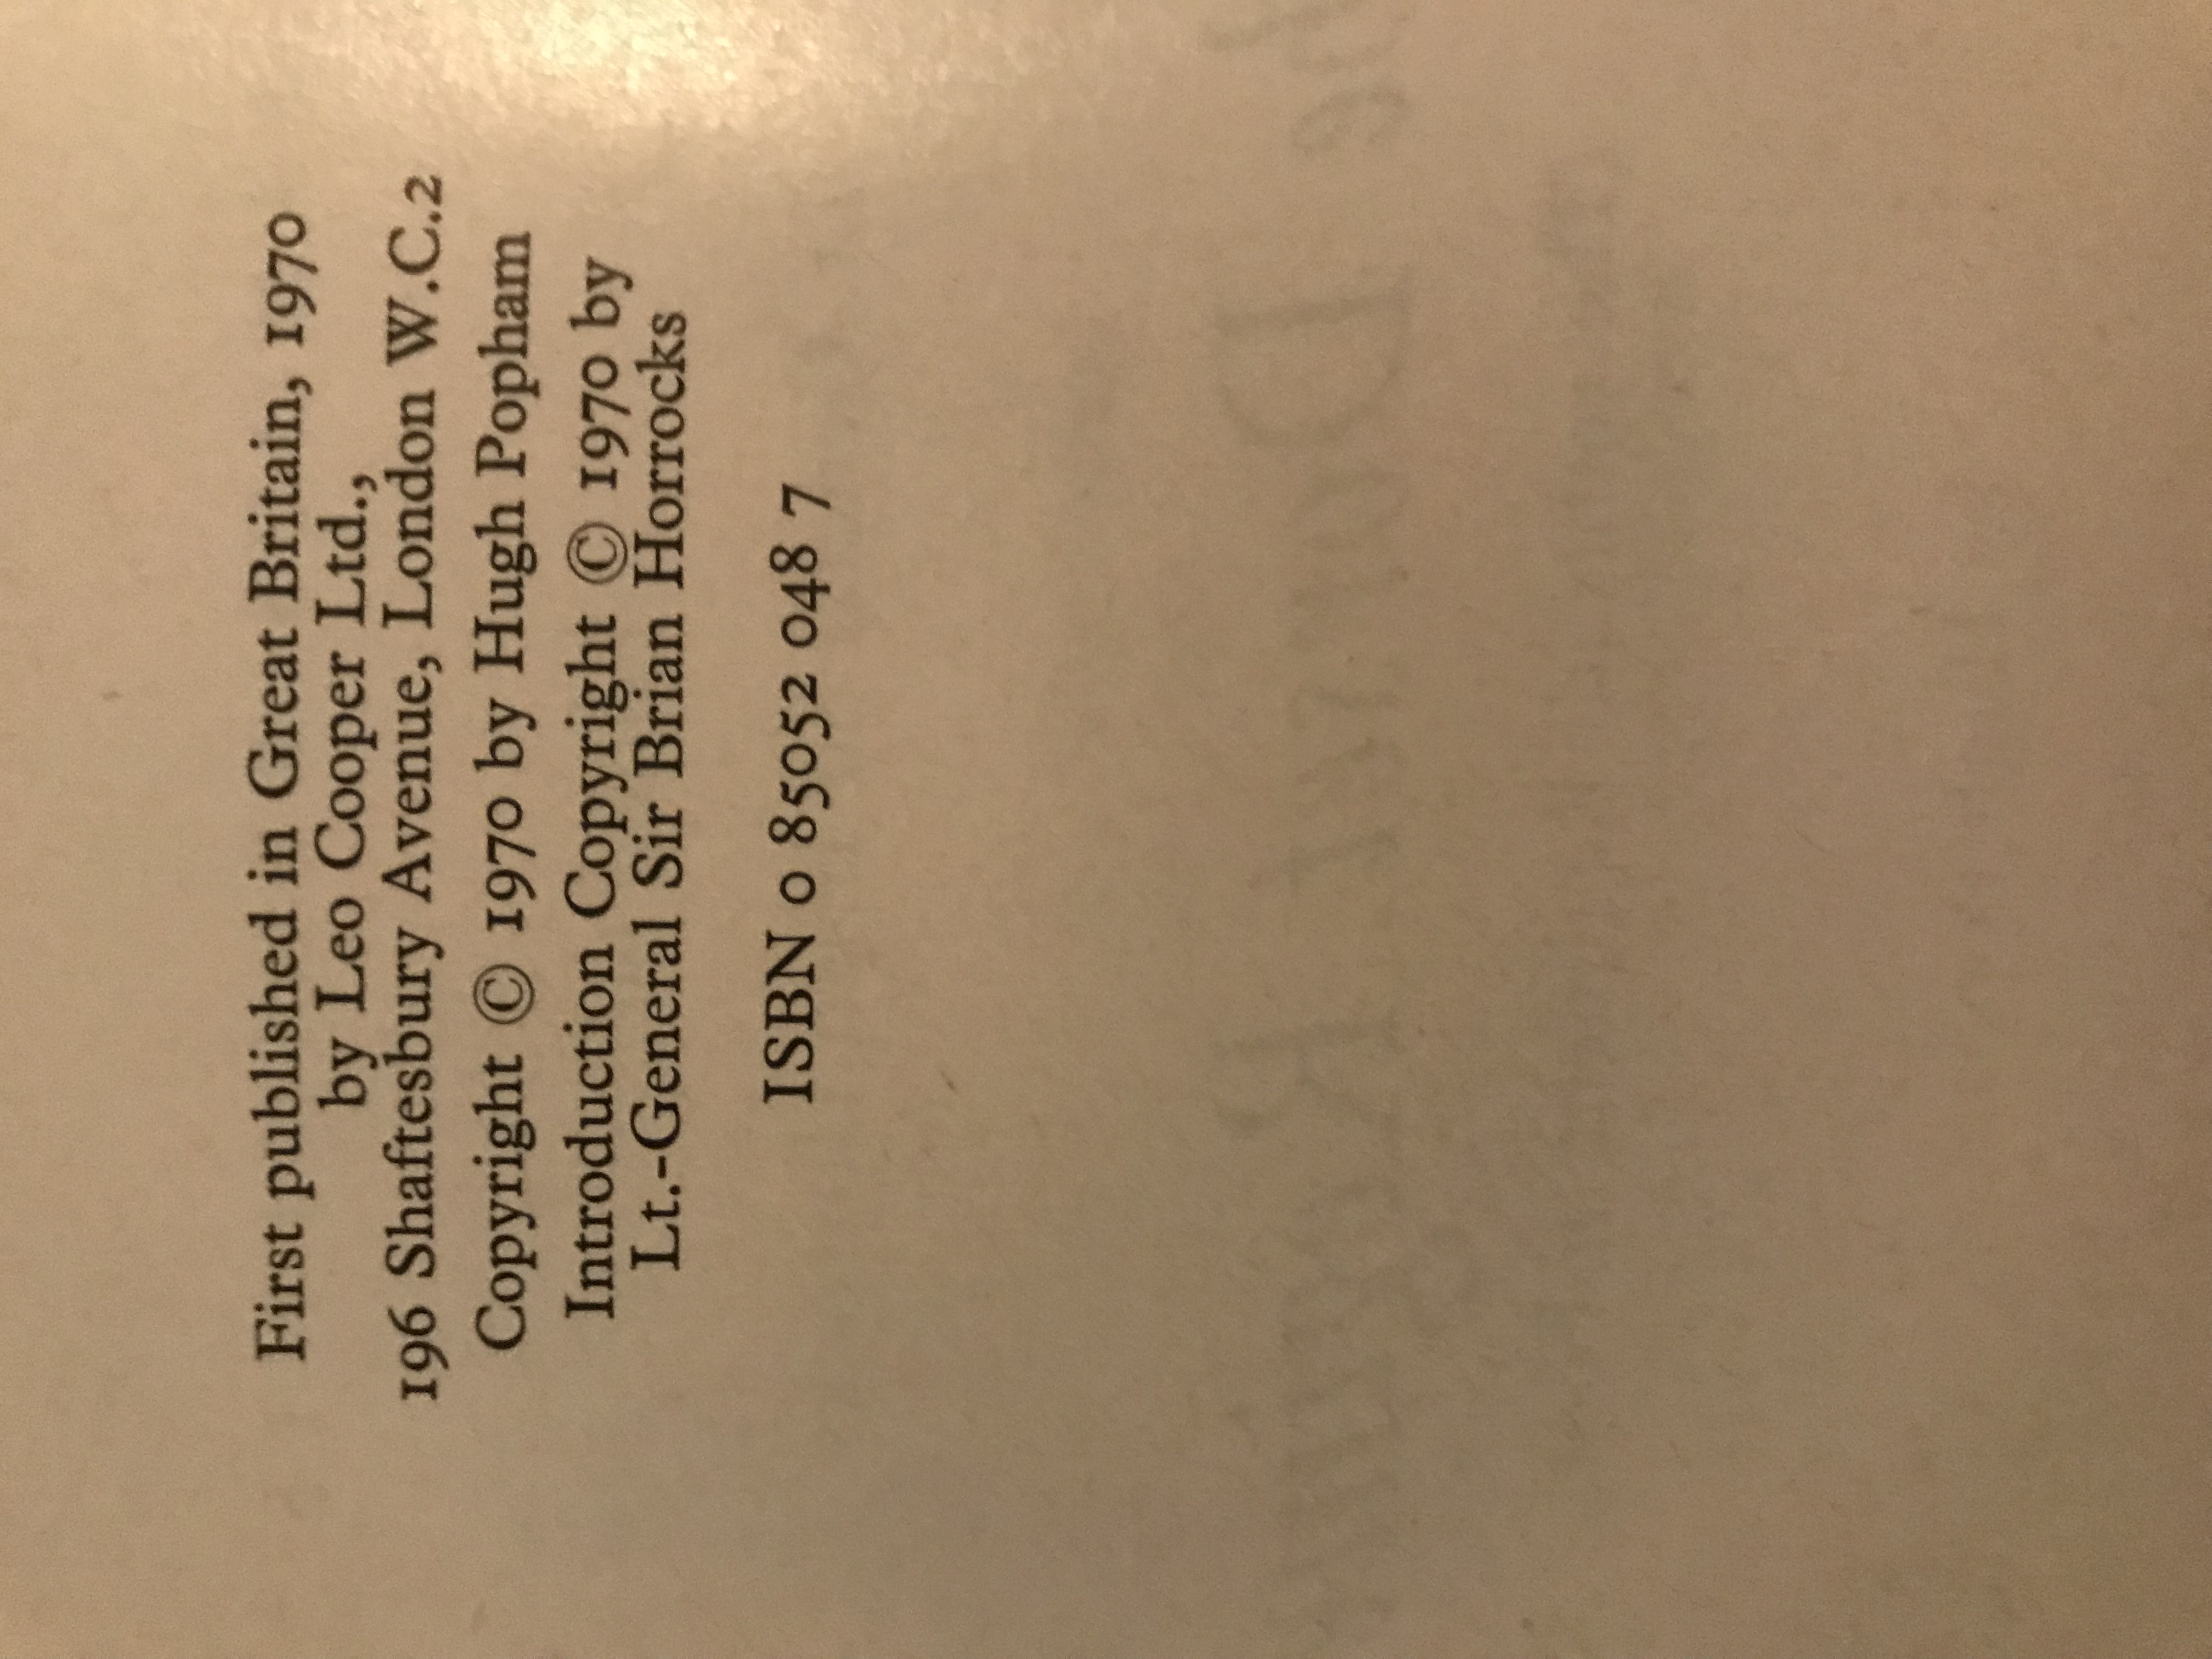 First published in Great Britain, 1970
by Leo Cooper Ltd.,
196 Shaftesbury Avenue, London W.C.2
Copyright © 1970 by Hugh Popham
Introduction Copyright © 1970 by
Lt.-General Sir Brian Horrocks
ISBN 0 85052 048 7